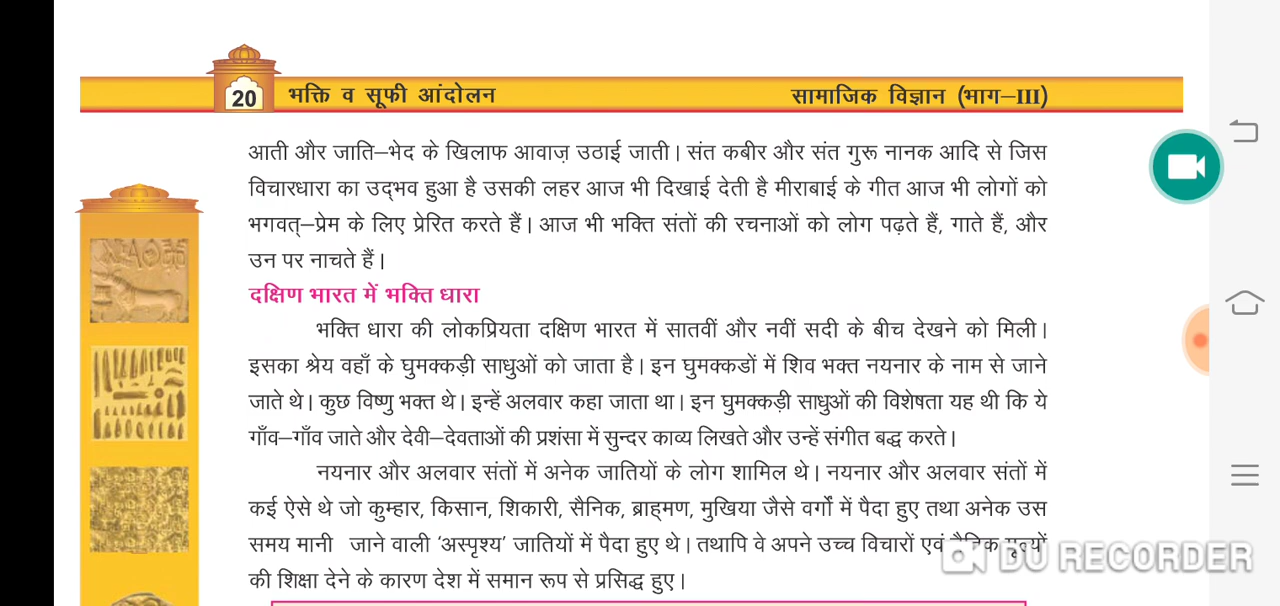 20 भक्ति व सूफी आंदोलन सामाजिक विज्ञान (भाग–III)
आती और जाति–भेद के खिलाफ आवाज़ उठाई जाती। संत कबीर और संत गुरू नानक आदि से जिस
विचारधारा का उद्भव हुआ है उसकी लहर आज भी दिखाई देती है मीराबाई के गीत आज भी लोगों को
भगवत्–प्रेम के लिए प्रेरित करते हैं। आज भी भक्ति संतों की रचनाओं को लोग पढ़ते हैं, गाते हैं, और
उन पर नाचते हैं।
दक्षिण भारत में भक्ति धारा
भक्ति धारा की लोकप्रियता दक्षिण भारत में सातवीं और नवीं सदी के बीच देखने को मिली।
इसका श्रेय वहाँ के घुमक्कड़ी साधुओं को जाता है। इन घुमक्कडों में शिव भक्त नयनार के नाम से जाने
जाते थे। कुछ विष्णु भक्त थे। इन्हें अलवार कहा जाता था। इन घुमक्कड़ी साधुओं की विशेषता यह थी कि ये
गाँव–गाँव जाते और देवी–देवताओं की प्रशंसा में सुन्दर काव्य लिखते और उन्हें संगीत बद्ध करते।
नयनार और अलवार संतों में अनेक जातियों के लोग शामिल थे। नयनार और अलवार संतों में
कई ऐसे थे जो कुम्हार, किसान, शिकारी, सैनिक, ब्राह्मण, मुखिया जैसे वर्गों में पैदा हुए तथा अनेक उस
समय मानी जाने वाली ‘अस्पृश्य’ जातियों में पैदा हुए थे। तथापि वे अपने उच्च विचारों एवं नैतिक मूल्यों
की शिक्षा देने के कारण देश में समान रूप से प्रसिद्ध हुए।
DU RECORDER